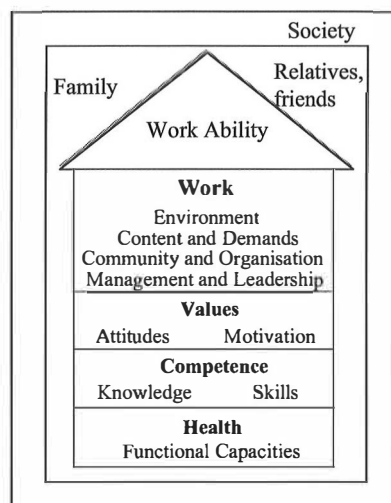 Society
Family
Relatives,
friends
Work Ability
Work
Environment
Content and Demands
Community and Organisation
Management and Leadership
Values
Attitudes Motivation
Competence
Knowledge Skills
Health
Functional Capacities